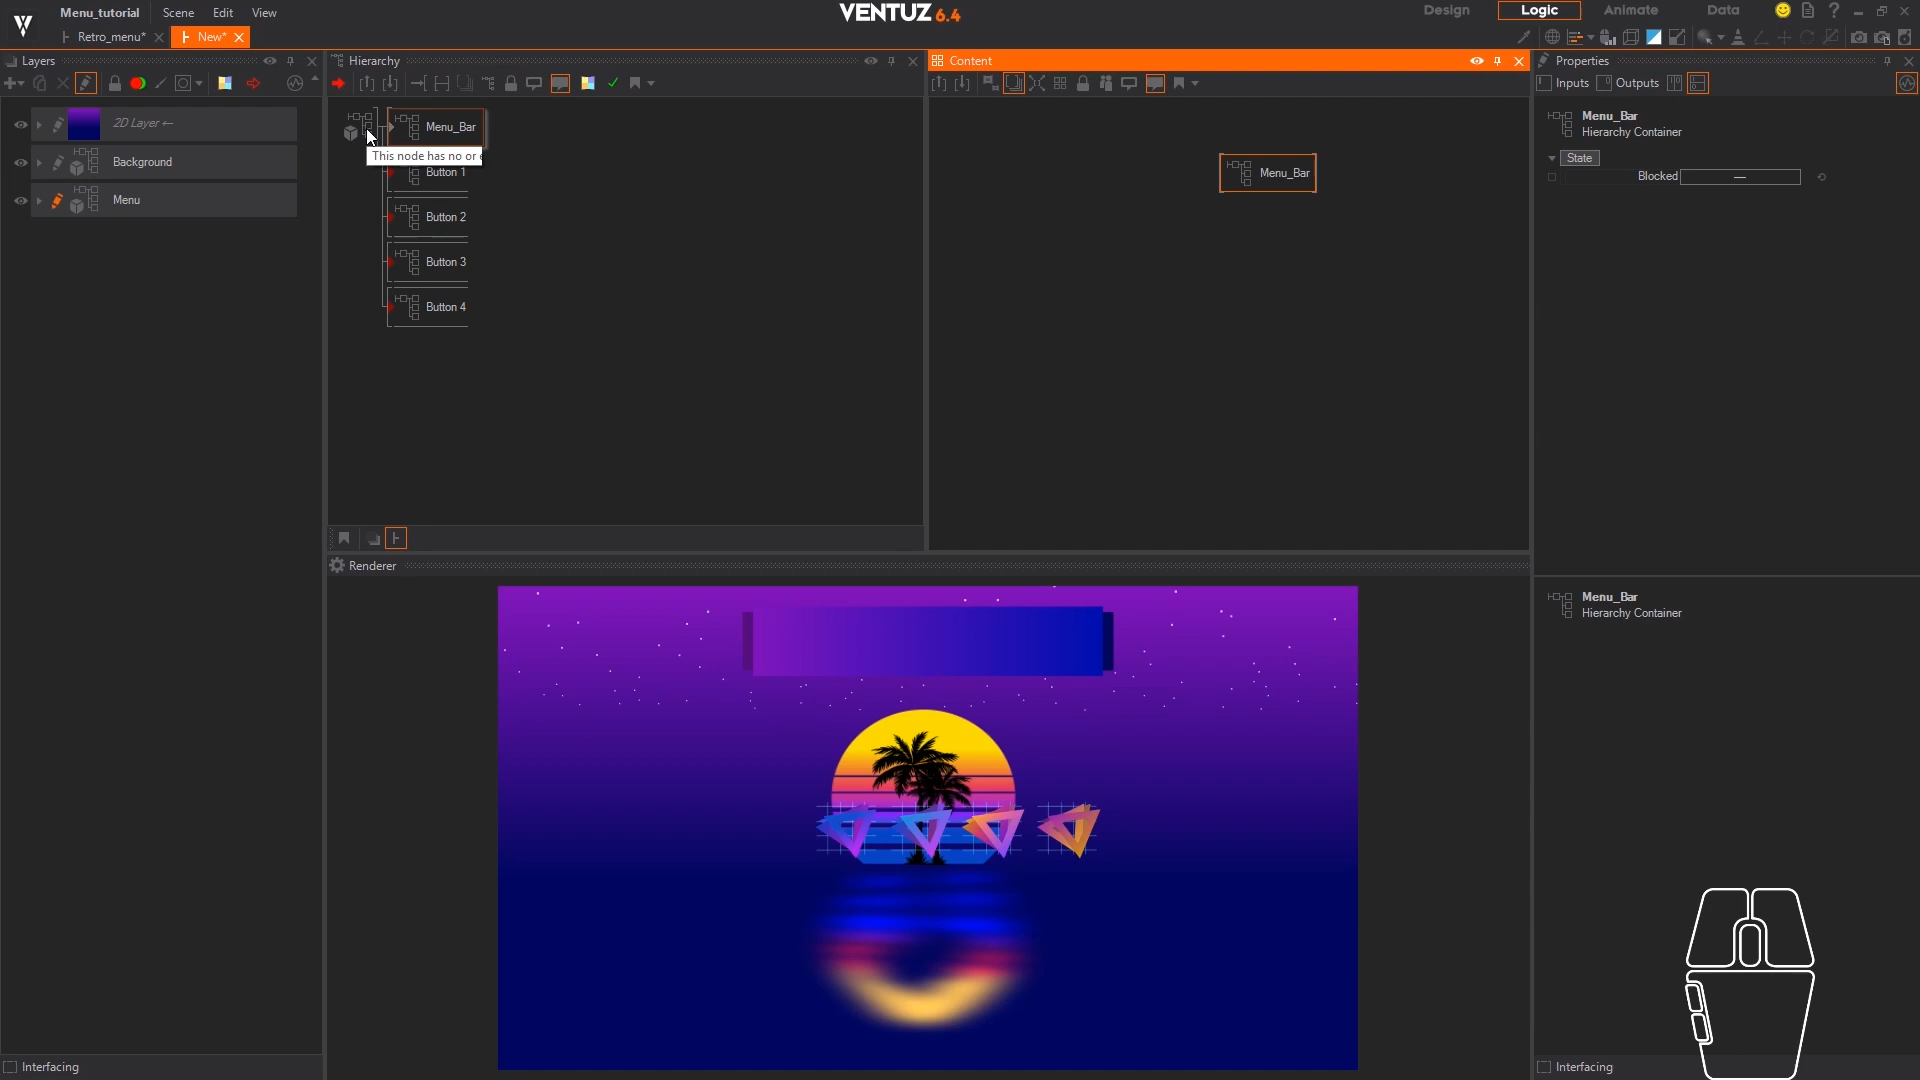 Menu_tutorial Scene Edit View VENTUZ 6.4 Design Logic Animate Data
Retro_menu* New*
Layers Hierarchy Content Properties
Inputs Outputs
2D Layer
Background
Menu
Menu_Bar
This node has no or e
Button 1
Button 2
Button 3
Button 4
Menu_Bar
Menu_Bar
Hierarchy Container
State
Blocked
Renderer
Menu_Bar
Hierarchy Container
Interfacing
Interfacing